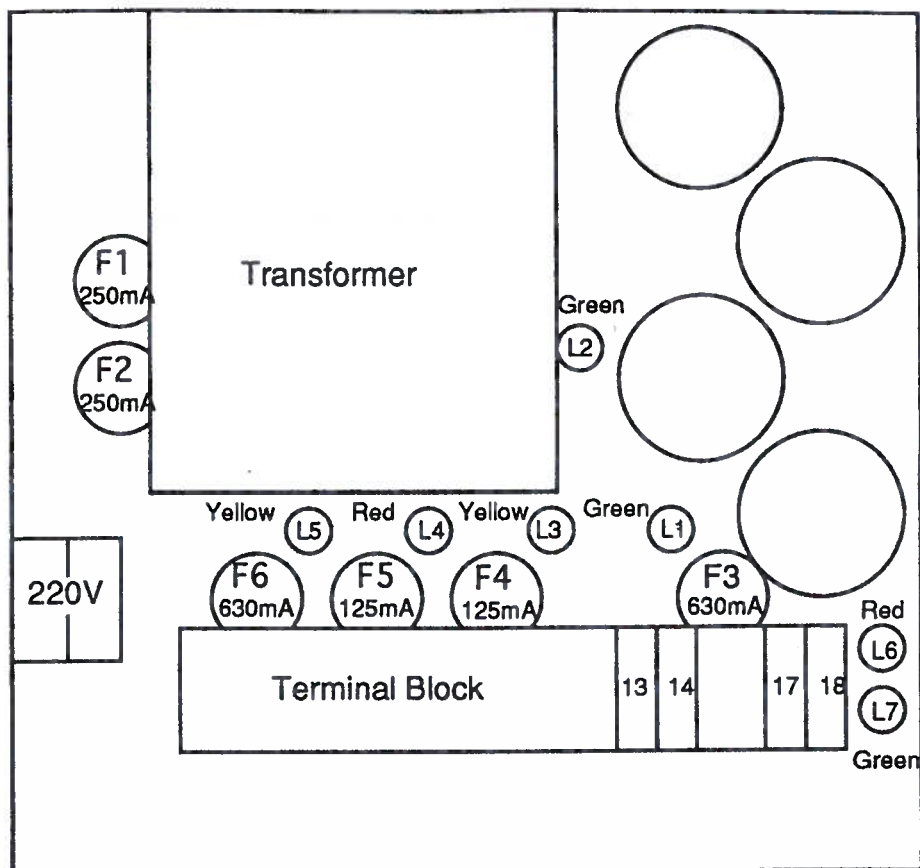 F1
250mA
Transformer
Green
L2
F2
250mA
Yellow
L5
Red
L4
Yellow
L3
Green
L1
220V
F6
630mA
F5
125mA
F4
125mA
F3
630mA
Red
L6
Terminal Block
13
14
17
18
L7
Green